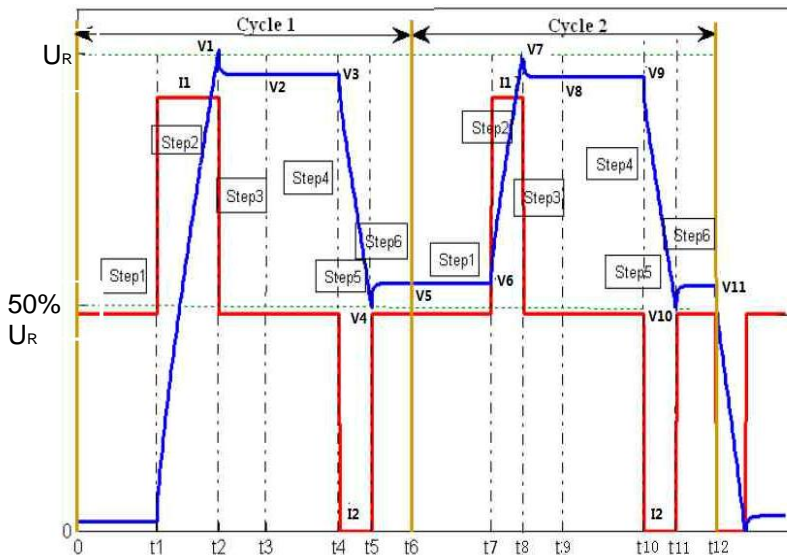 Cycle 1 Cycle 2
UR V1 V7
V2 V3 V8 V9
I1 I1
Step2 Step2
Step3 Step4 Step3 Step4
Step6 Step6
Step1 Step5 Step1 Step5
V5 V6 V11
50%
UR V4 V10
I2 I2
0
0 t1 t2 t3 t4 t5 t6 t7 t8 t9 t10 t11 t12